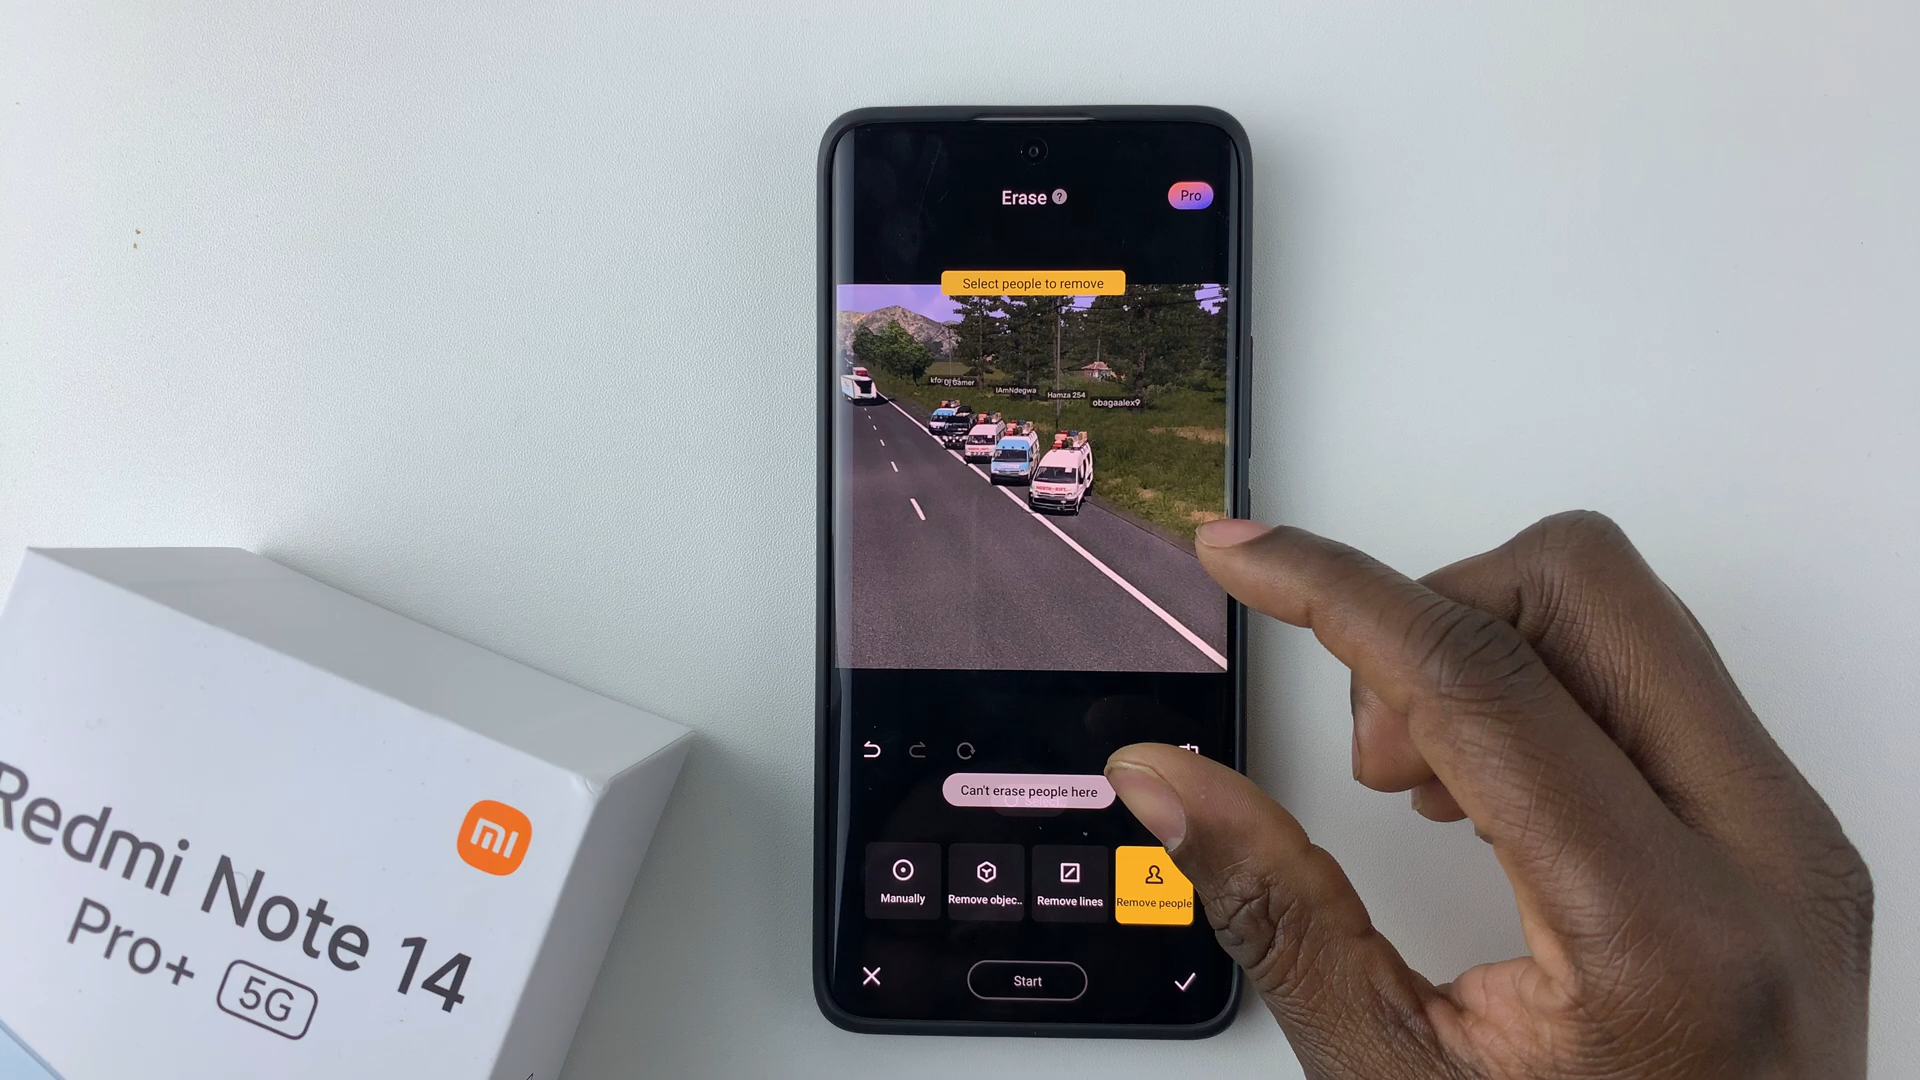 Erase ?
Pro
Select people to remove
DJ Gamer
IAmNdegwa
Hamza 254
obagaalex9
Can't erase people here
Manually
Remove objec..
Remove lines
Remove people
Start
Redmi Note 14
Pro+ 5G
mi